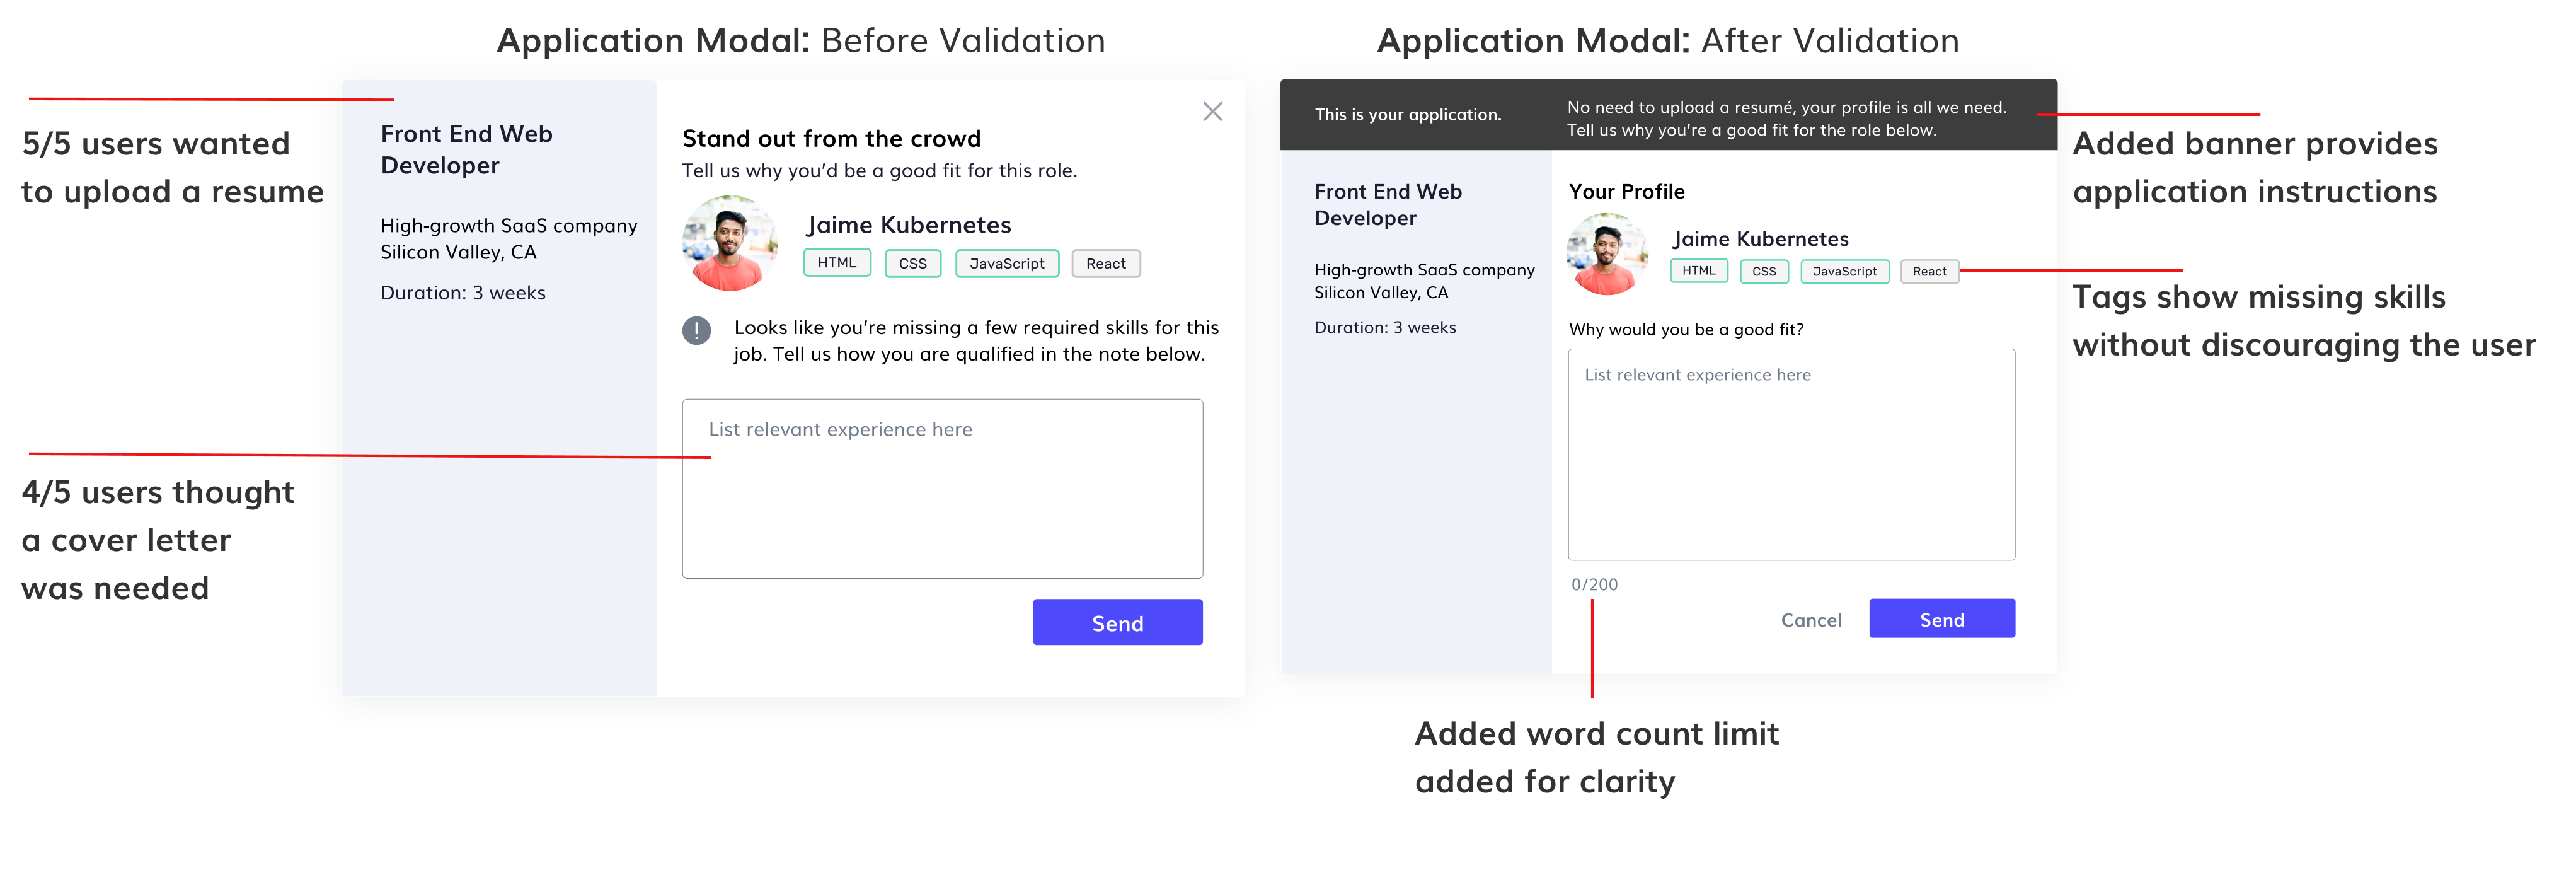 Application Modal: Before Validation
5/5 users wanted
to upload a resume
4/5 users thought
a cover letter
was needed
Front End Web
Developer
High-growth SaaS company
Silicon Valley, CA
Duration: 3 weeks
Stand out from the crowd
Tell us why you’d be a good fit for this role.
Jaime Kubernetes
HTML CSS JavaScript React
! Looks like you’re missing a few required skills for this
job. Tell us how you are qualified in the note below.
List relevant experience here
Send
Application Modal: After Validation
This is your application.
No need to upload a resumé, your profile is all we need.
Tell us why you’re a good fit for the role below.
Front End Web
Developer
High-growth SaaS company
Silicon Valley, CA
Duration: 3 weeks
Your Profile
Jaime Kubernetes
HTML CSS JavaScript React
Why would you be a good fit?
List relevant experience here
0/200
Cancel Send
Added banner provides
application instructions
Tags show missing skills
without discouraging the user
Added word count limit
added for clarity